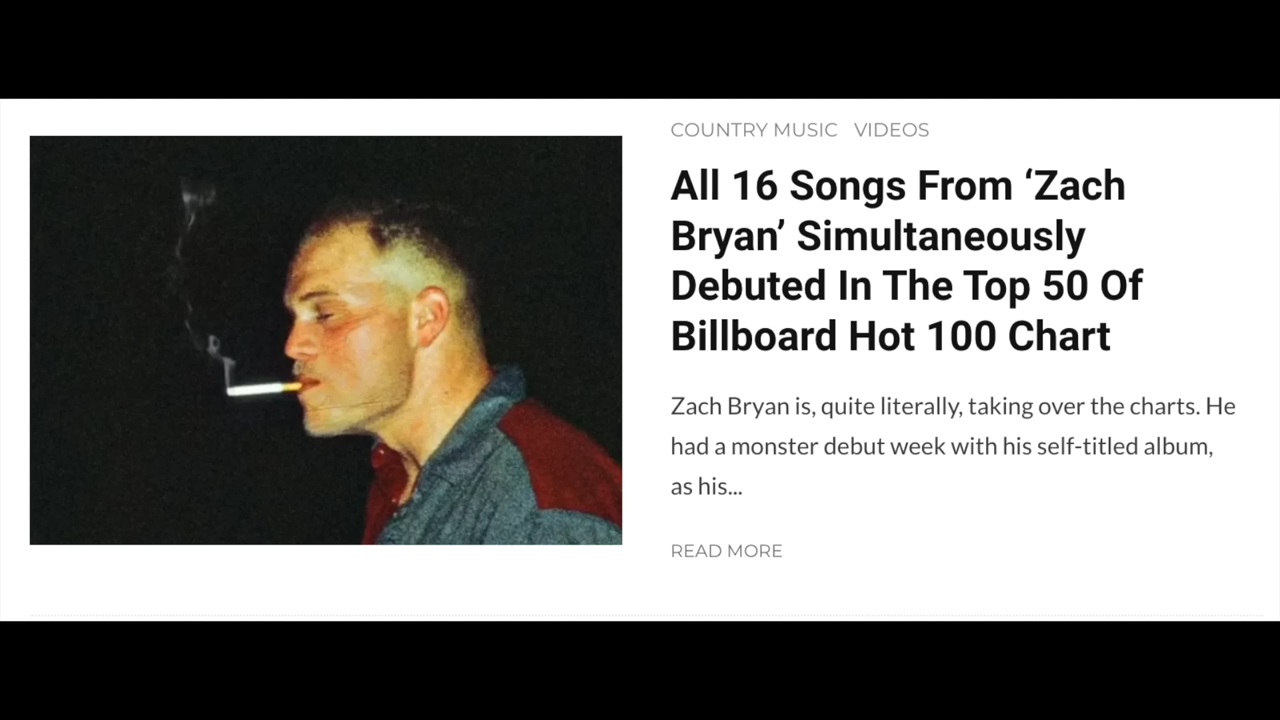 COUNTRY MUSIC VIDEOS
All 16 Songs From ‘Zach
Bryan’ Simultaneously
Debuted In The Top 50 Of
Billboard Hot 100 Chart
Zach Bryan is, quite literally, taking over the charts. He
had a monster debut week with his self-titled album,
as his...
READ MORE